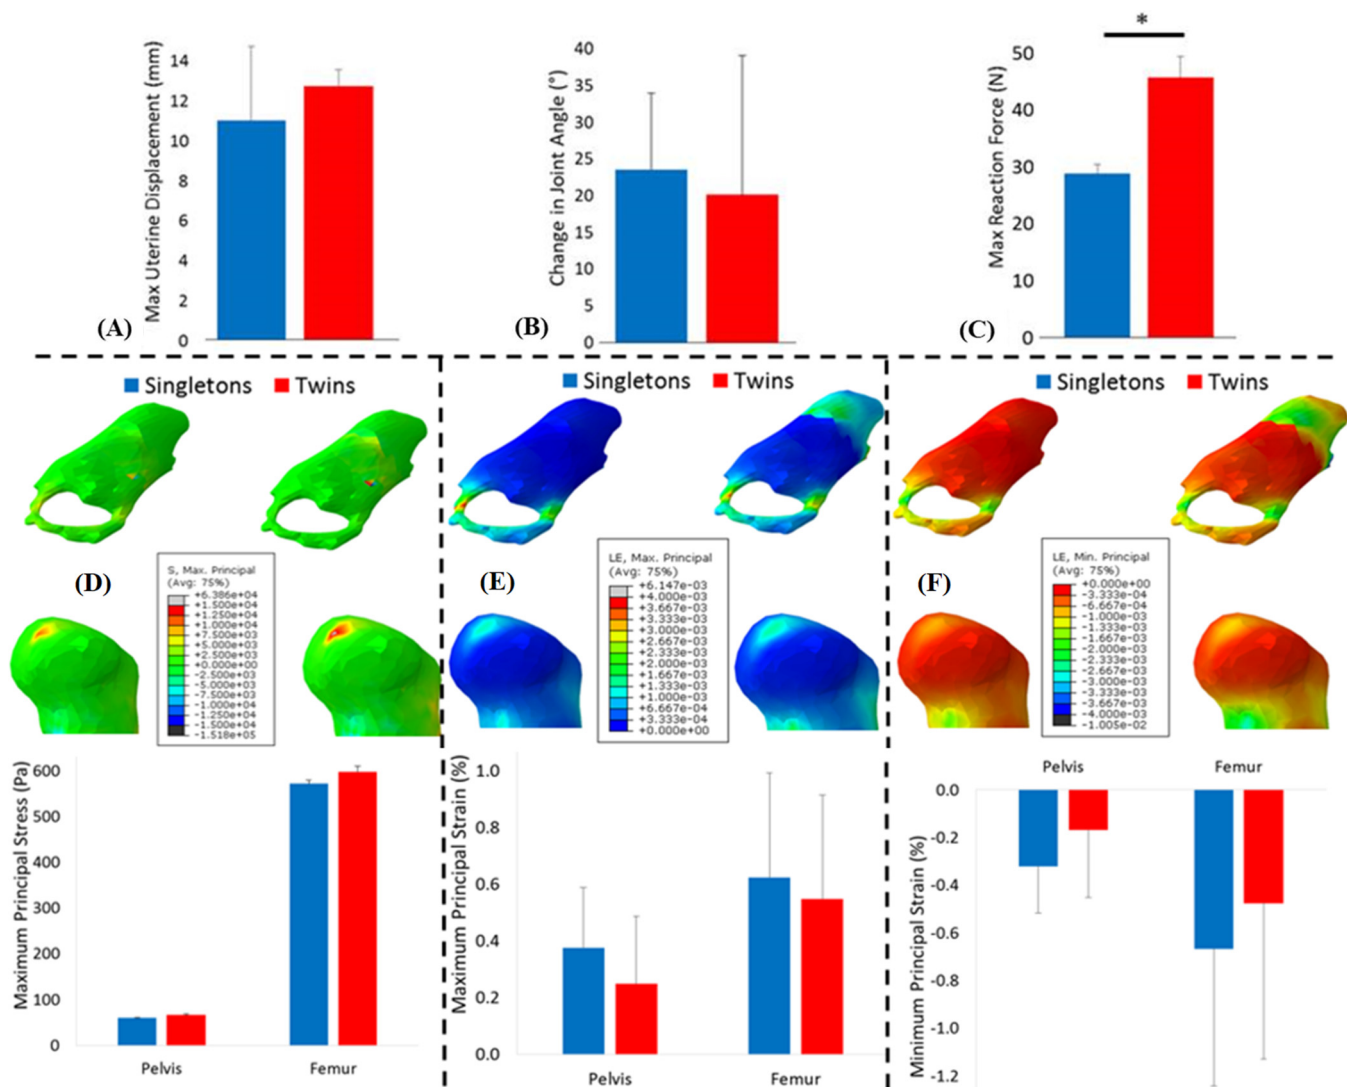 Max Uterine Displacement (mm)
14
12
10
8
6
4
2
0
(A)
Change in Joint Angle (°)
40
35
30
25
20
15
10
5
0
(B)
*
Max Reaction Force (N)
50
40
30
20
10
0
(C)
Singletons Twins
Singletons Twins
Singletons Twins
(D)
S, Max. Principal
(Avg: 75%)
+6.386e+04
+1.500e+04
+1.250e+04
+1.000e+04
+7.500e+03
+5.000e+03
+2.500e+03
+0.000e+00
-2.500e+03
-5.000e+03
-7.500e+03
-1.000e+04
-1.250e+04
-1.500e+04
-1.518e+05
(E)
LE, Max. Principal
(Avg: 75%)
+6.147e-03
+4.000e-03
+3.667e-03
+3.333e-03
+3.000e-03
+2.667e-03
+2.333e-03
+2.000e-03
+1.667e-03
+1.333e-03
+1.000e-03
+6.667e-04
+3.333e-04
+0.000e+00
(F)
LE, Min. Principal
(Avg: 75%)
+0.000e+00
-3.333e-04
-6.667e-04
-1.000e-03
-1.333e-03
-1.667e-03
-2.000e-03
-2.333e-03
-2.667e-03
-3.000e-03
-3.333e-03
-3.667e-03
-4.000e-03
-1.005e-02
Maximum Principal Stress (Pa)
600
500
400
300
200
100
0
Pelvis Femur
Maximum Principal Strain (%)
1.0
0.8
0.6
0.4
0.2
0.0
Pelvis Femur
Pelvis Femur
Minimum Principal Strain (%)
0.0
-0.2
-0.4
-0.6
-0.8
-1.0
-1.2